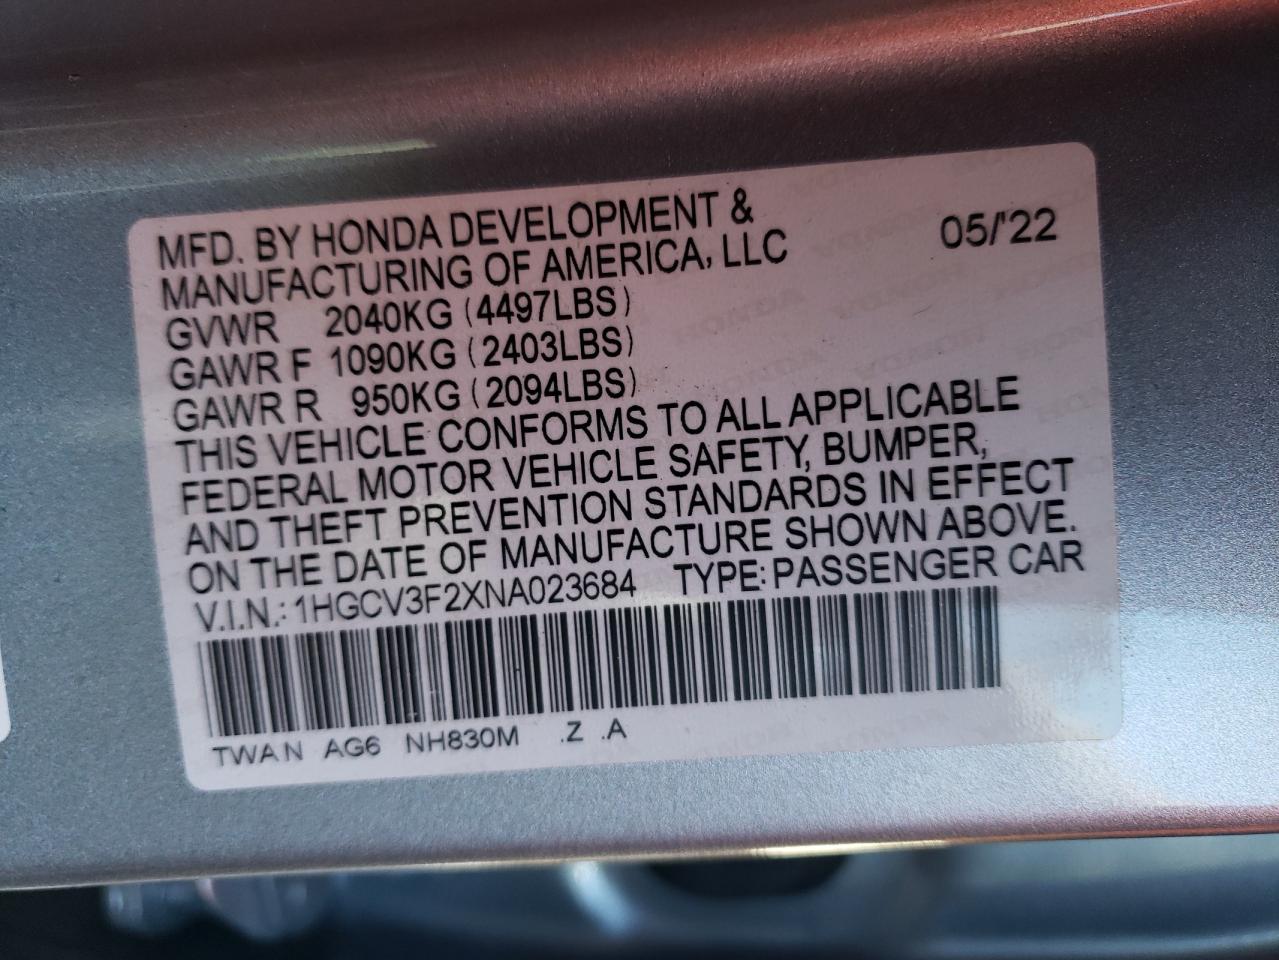 MFD. BY HONDA DEVELOPMENT &
MANUFACTURING OF AMERICA, LLC 05/'22
GVWR 2040KG (4497LBS)
GAWR F 1090KG (2403LBS)
GAWR R 950KG (2094LBS)
THIS VEHICLE CONFORMS TO ALL APPLICABLE
FEDERAL MOTOR VEHICLE SAFETY, BUMPER,
AND THEFT PREVENTION STANDARDS IN EFFECT
ON THE DATE OF MANUFACTURE SHOWN ABOVE.
V.I.N.: 1HGCV3F2XNA023684 TYPE: PASSENGER CAR
TWA N AG6 NH830M .Z .A